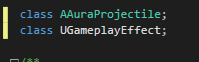 class AAuraProjectile;
class UGameplayEffect;
/**